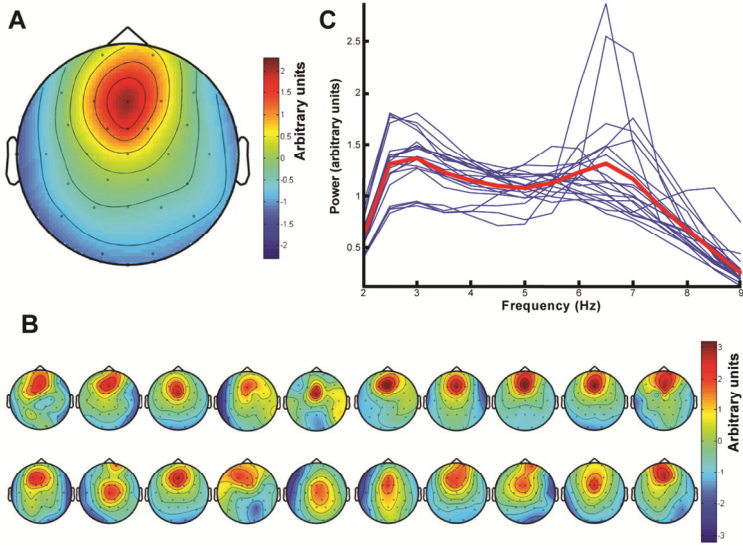 A
2
1.5
1
0.5
0
-0.5
-1
-1.5
-2
Arbitrary units
C
Power (arbitrary units)
2.5
2
1.5
1
0.5
2 3 4 5 6 7 8 9
Frequency (Hz)
B
3
2
1
0
-1
-2
-3
Arbitrary units